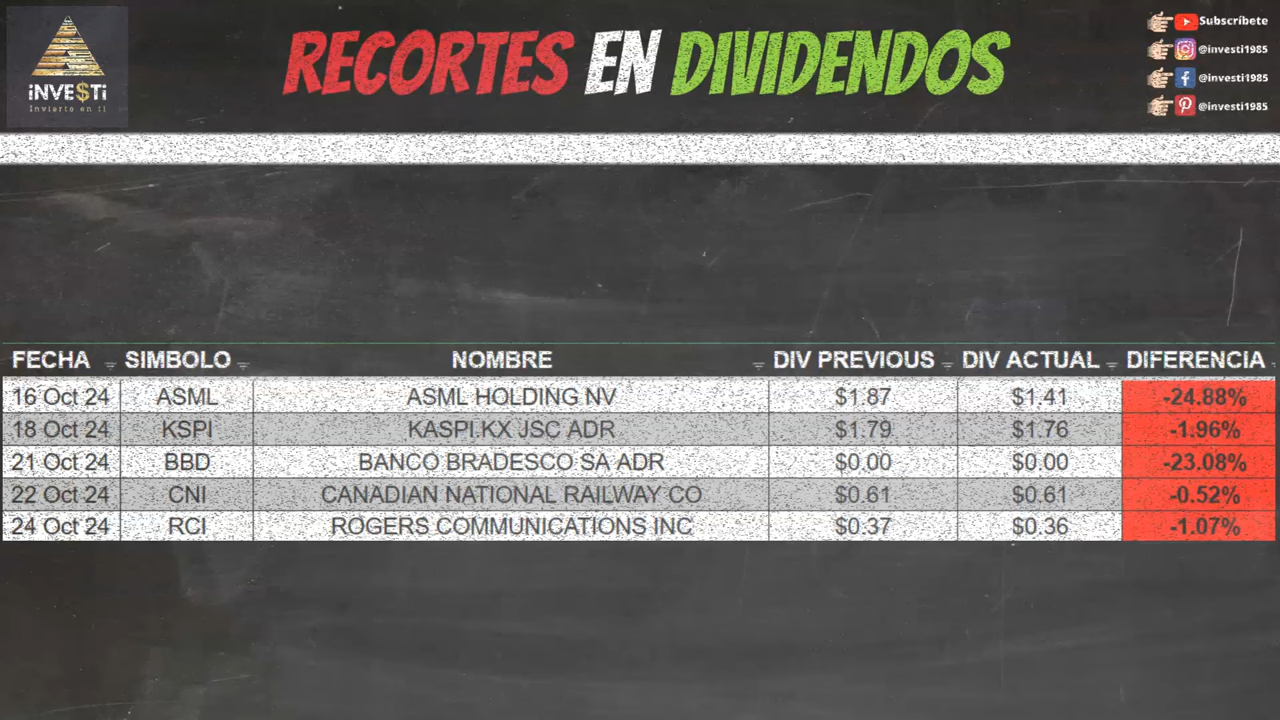 iNVE$Ti
Invierte en ti
RECORTES EN DIVIDENDOS
Subscríbete
@investi1985
@investi1985
@investi1985
FECHA SIMBOLO NOMBRE DIV PREVIOUS DIV ACTUAL DIFERENCIA
16 Oct 24 ASML ASML HOLDING NV $1.87 $1.41 -24.88%
18 Oct 24 KSPI KASPI.KX JSC ADR $1.79 $1.76 -1.96%
21 Oct 24 BBD BANCO BRADESCO SA ADR $0.00 $0.00 -23.08%
22 Oct 24 CNI CANADIAN NATIONAL RAILWAY CO $0.61 $0.61 -0.52%
24 Oct 24 RCI ROGERS COMMUNICATIONS INC $0.37 $0.36 -1.07%